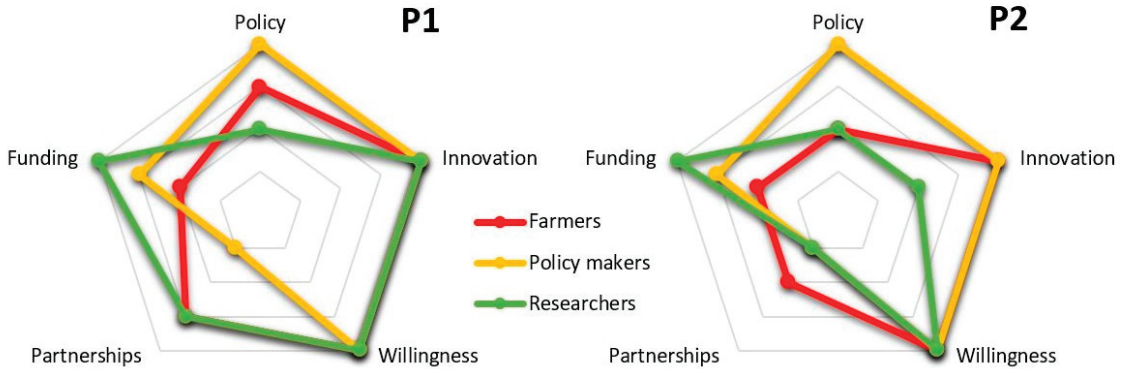 Policy
P1
Funding
Innovation
Partnerships
Willingness
Farmers
Policy makers
Researchers
Policy
P2
Funding
Innovation
Partnerships
Willingness